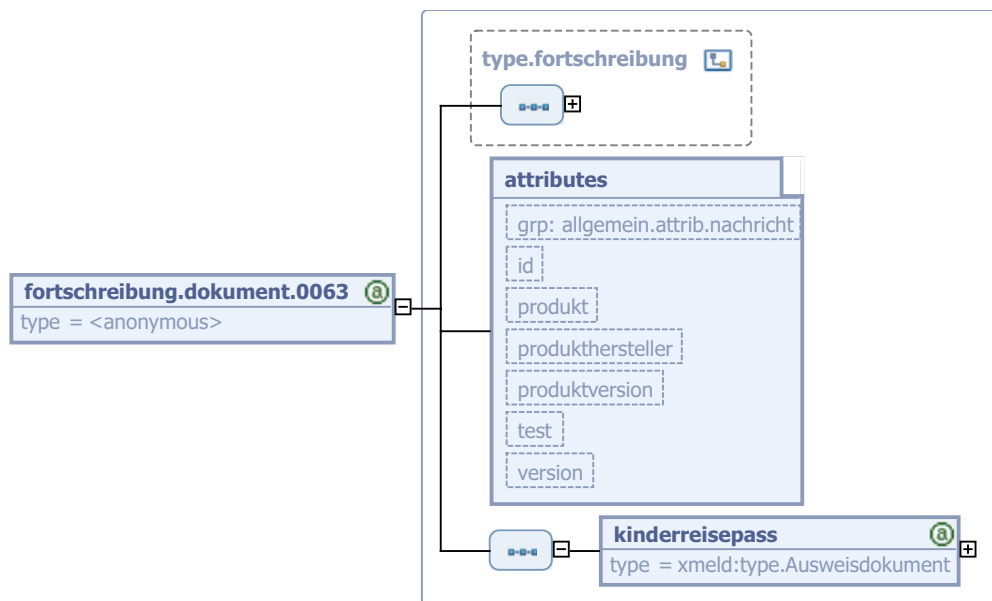 type.fortschreibung
attributes
grp: allgemein.attrib.nachricht
id
produkt
produkthersteller
produktversion
test
version
fortschreibung.dokument.0063 a
type = <anonymous>
kinderreisepass a
type = xmeld:type.Ausweisdokument